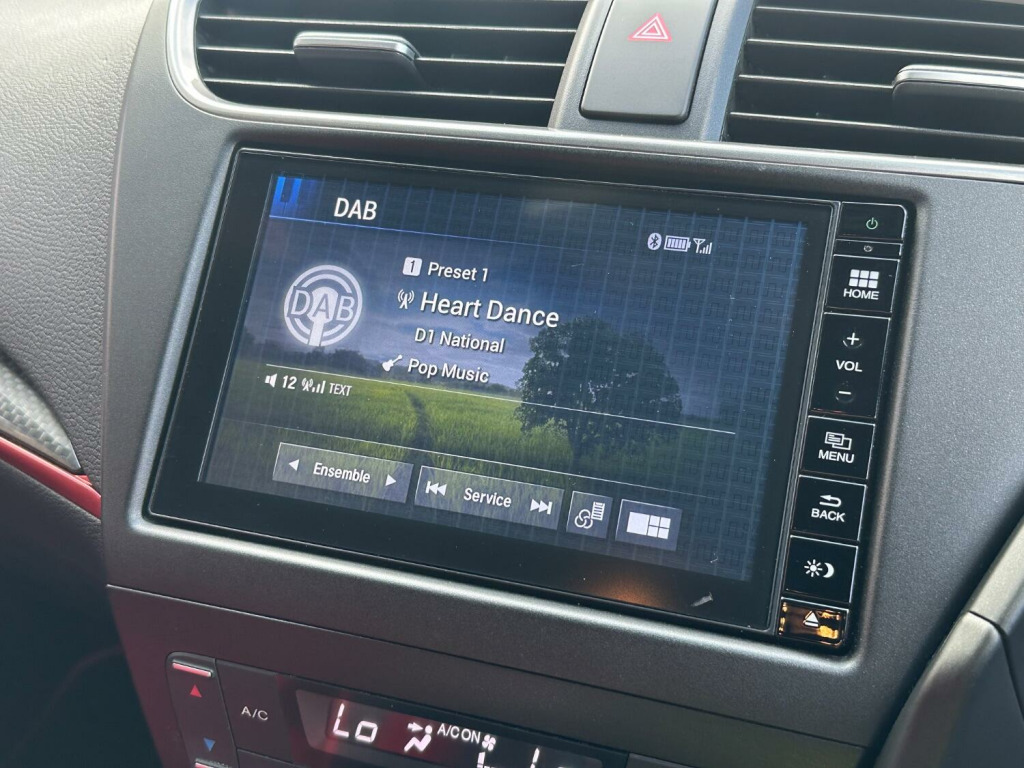 DAB
1 Preset 1
DAB
Heart Dance
D1 National
Pop Music
12 TEXT
Ensemble
Service
HOME
+
VOL
-
MENU
BACK
A/C
Lo
A/C ON